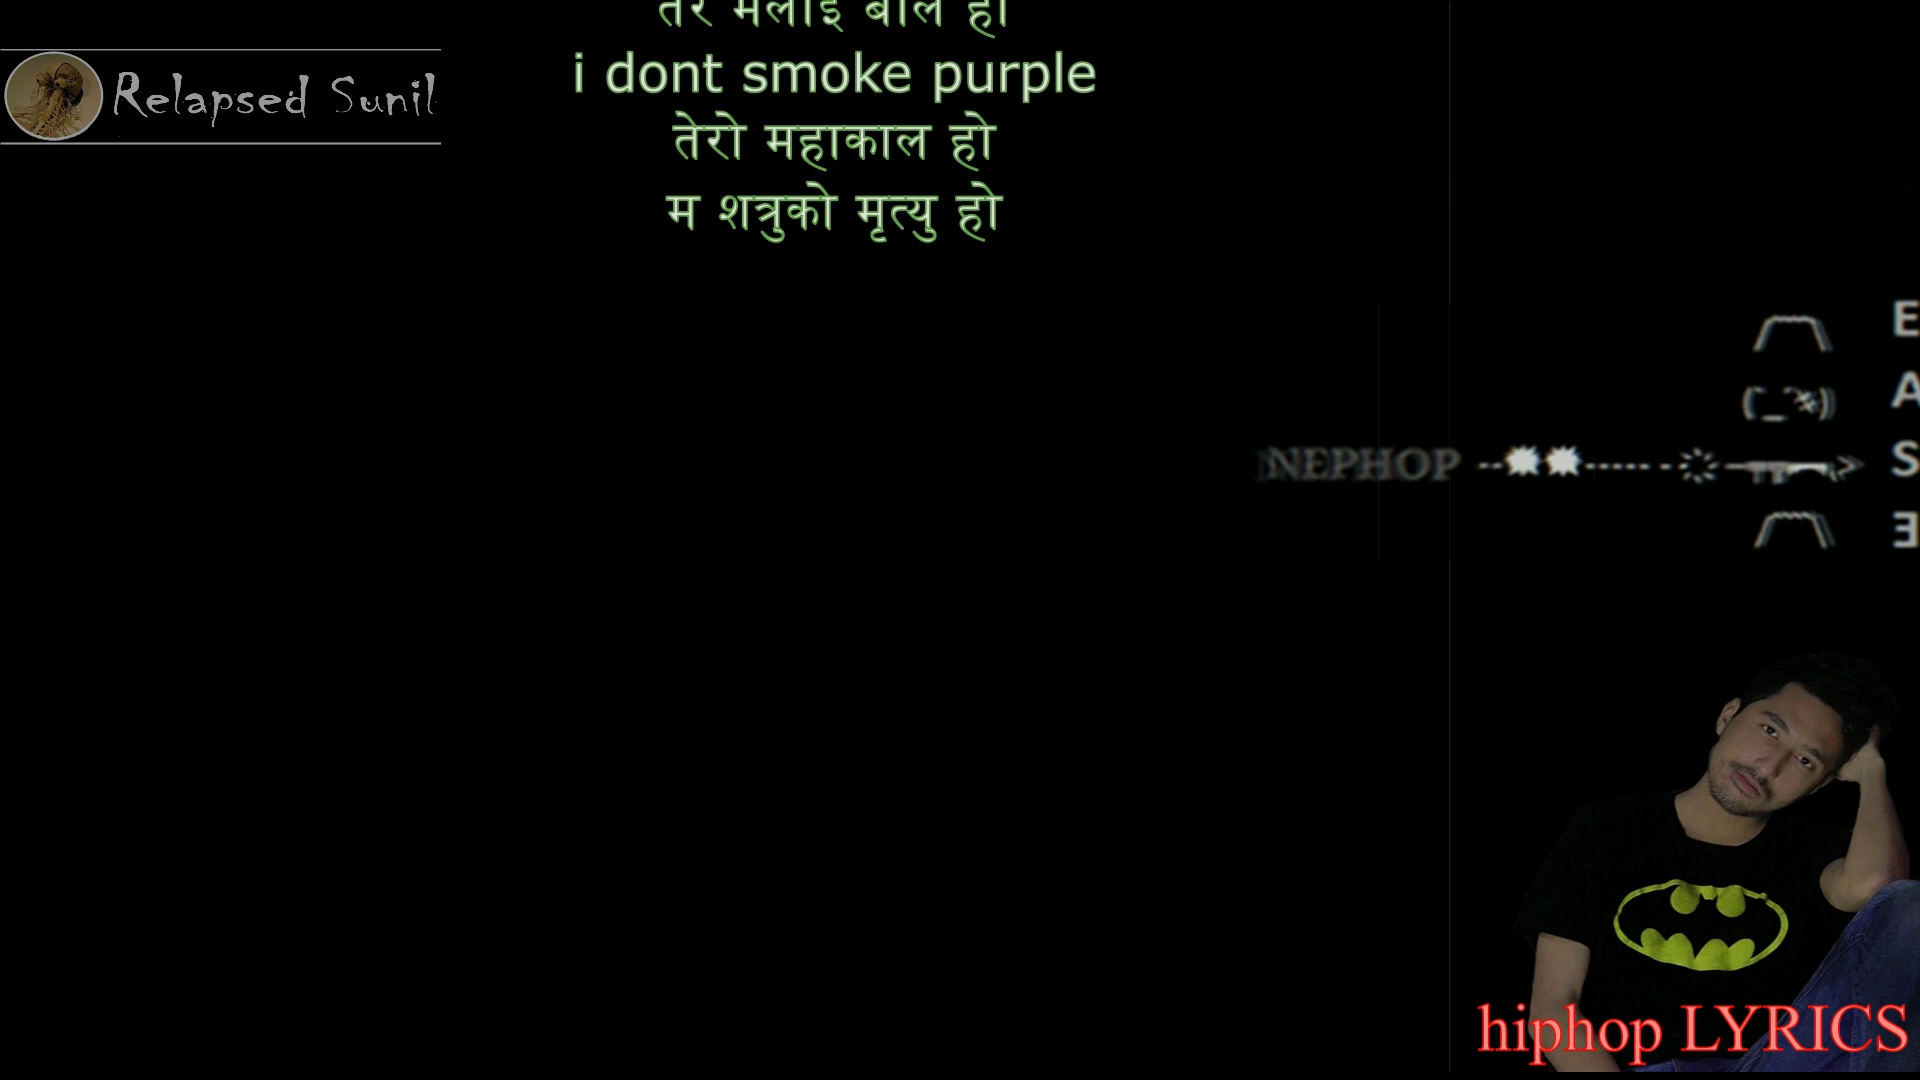 Relapsed Sunil
हो
i dont smoke purple
तेरो महाकाल हो
म शत्रुको मृत्यु हो
E
A
NEPHOP
S
E
hiphop LYRICS